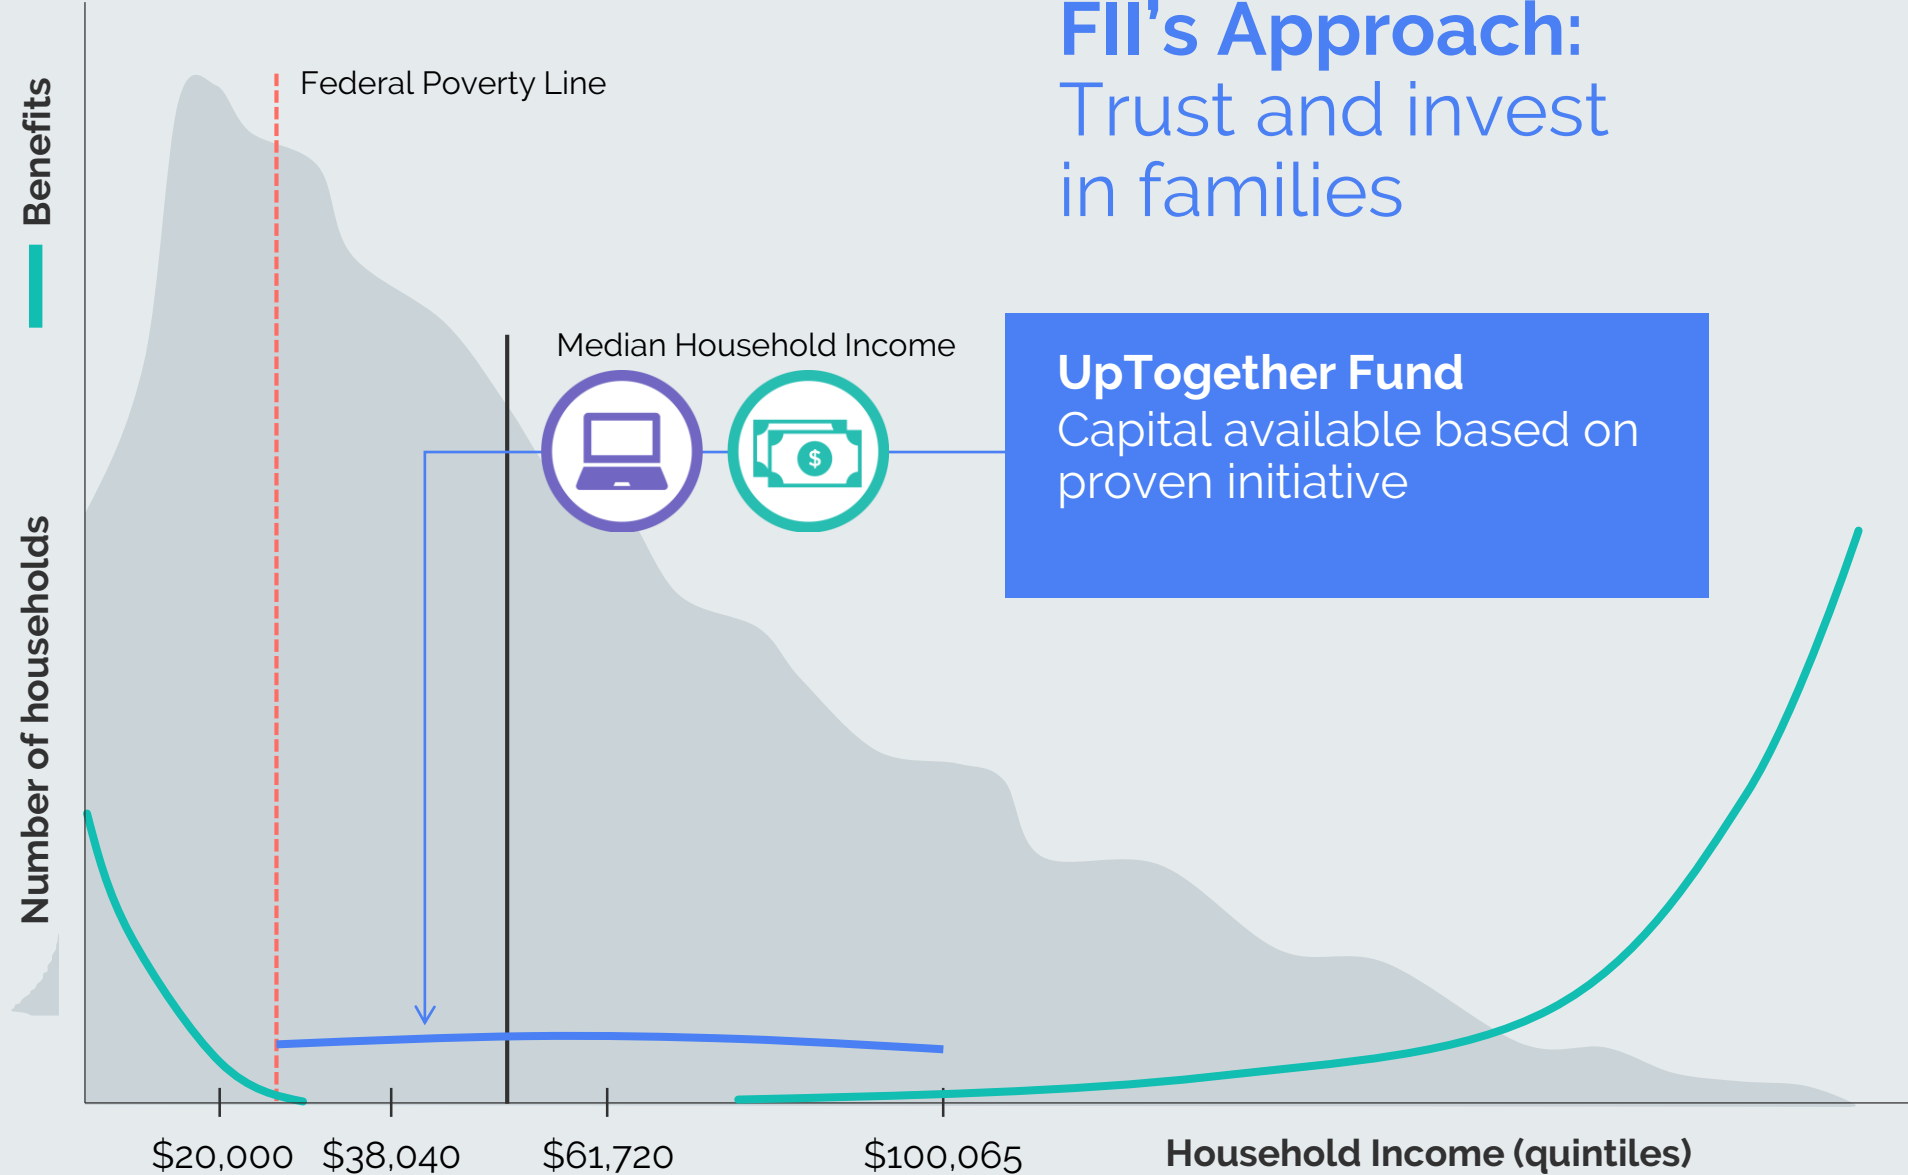 FII's Approach:
Trust and invest
in families
Federal Poverty Line
Benefits
Median Household Income
UpTogether Fund
Capital available based on
proven initiative
$
Number of households
$20,000
$38,040
$61,720
$100,065
Household Income (quintiles)